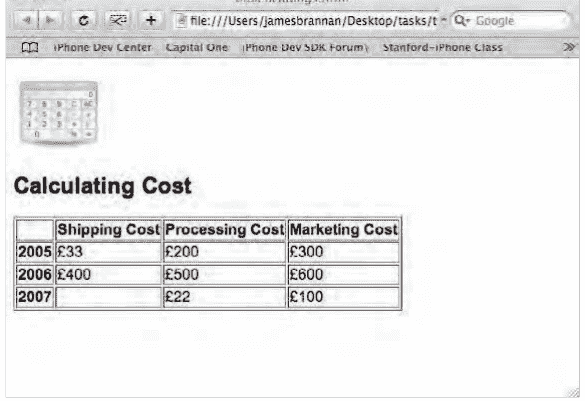 file:///Users/jamesbrannan/Desktop/tasks/t Google
iPhone Dev Center Capital One iPhone Dev SDK Forum) Stanford-iPhone Class
Calculating Cost
Shipping Cost Processing Cost Marketing Cost
2005 £33 £200 £300
2006 £400 £500 £600
2007 £22 £100